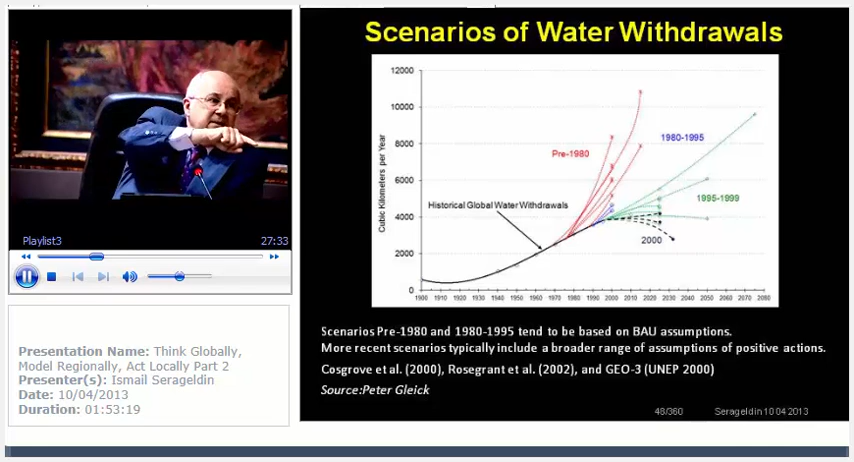 Scenarios of Water Withdrawals
12000
10000
8000
6000
4000
2000
0
Cubic Kilometers per Year
1900 1910 1920 1930 1940 1950 1960 1970 1980 1990 2000 2010 2020 2030 2040 2050 2060 2070 2080
Pre-1980
1980-1995
1995-1999
2000
Historical Global Water Withdrawals
Scenarios Pre-1980 and 1980-1995 tend to be based on BAU assumptions.
More recent scenarios typically include a broader range of assumptions of positive actions.
Cosgrove et al. (2000), Rosegrant et al. (2002), and GEO-3 (UNEP 2000)
Source:Peter Gleick
48/360 Serageldin 10 04 2013
Playlist3 27:33
Presentation Name: Think Globally,
Model Regionally, Act Locally Part 2
Presenter(s): Ismail Serageldin
Date: 10/04/2013
Duration: 01:53:19